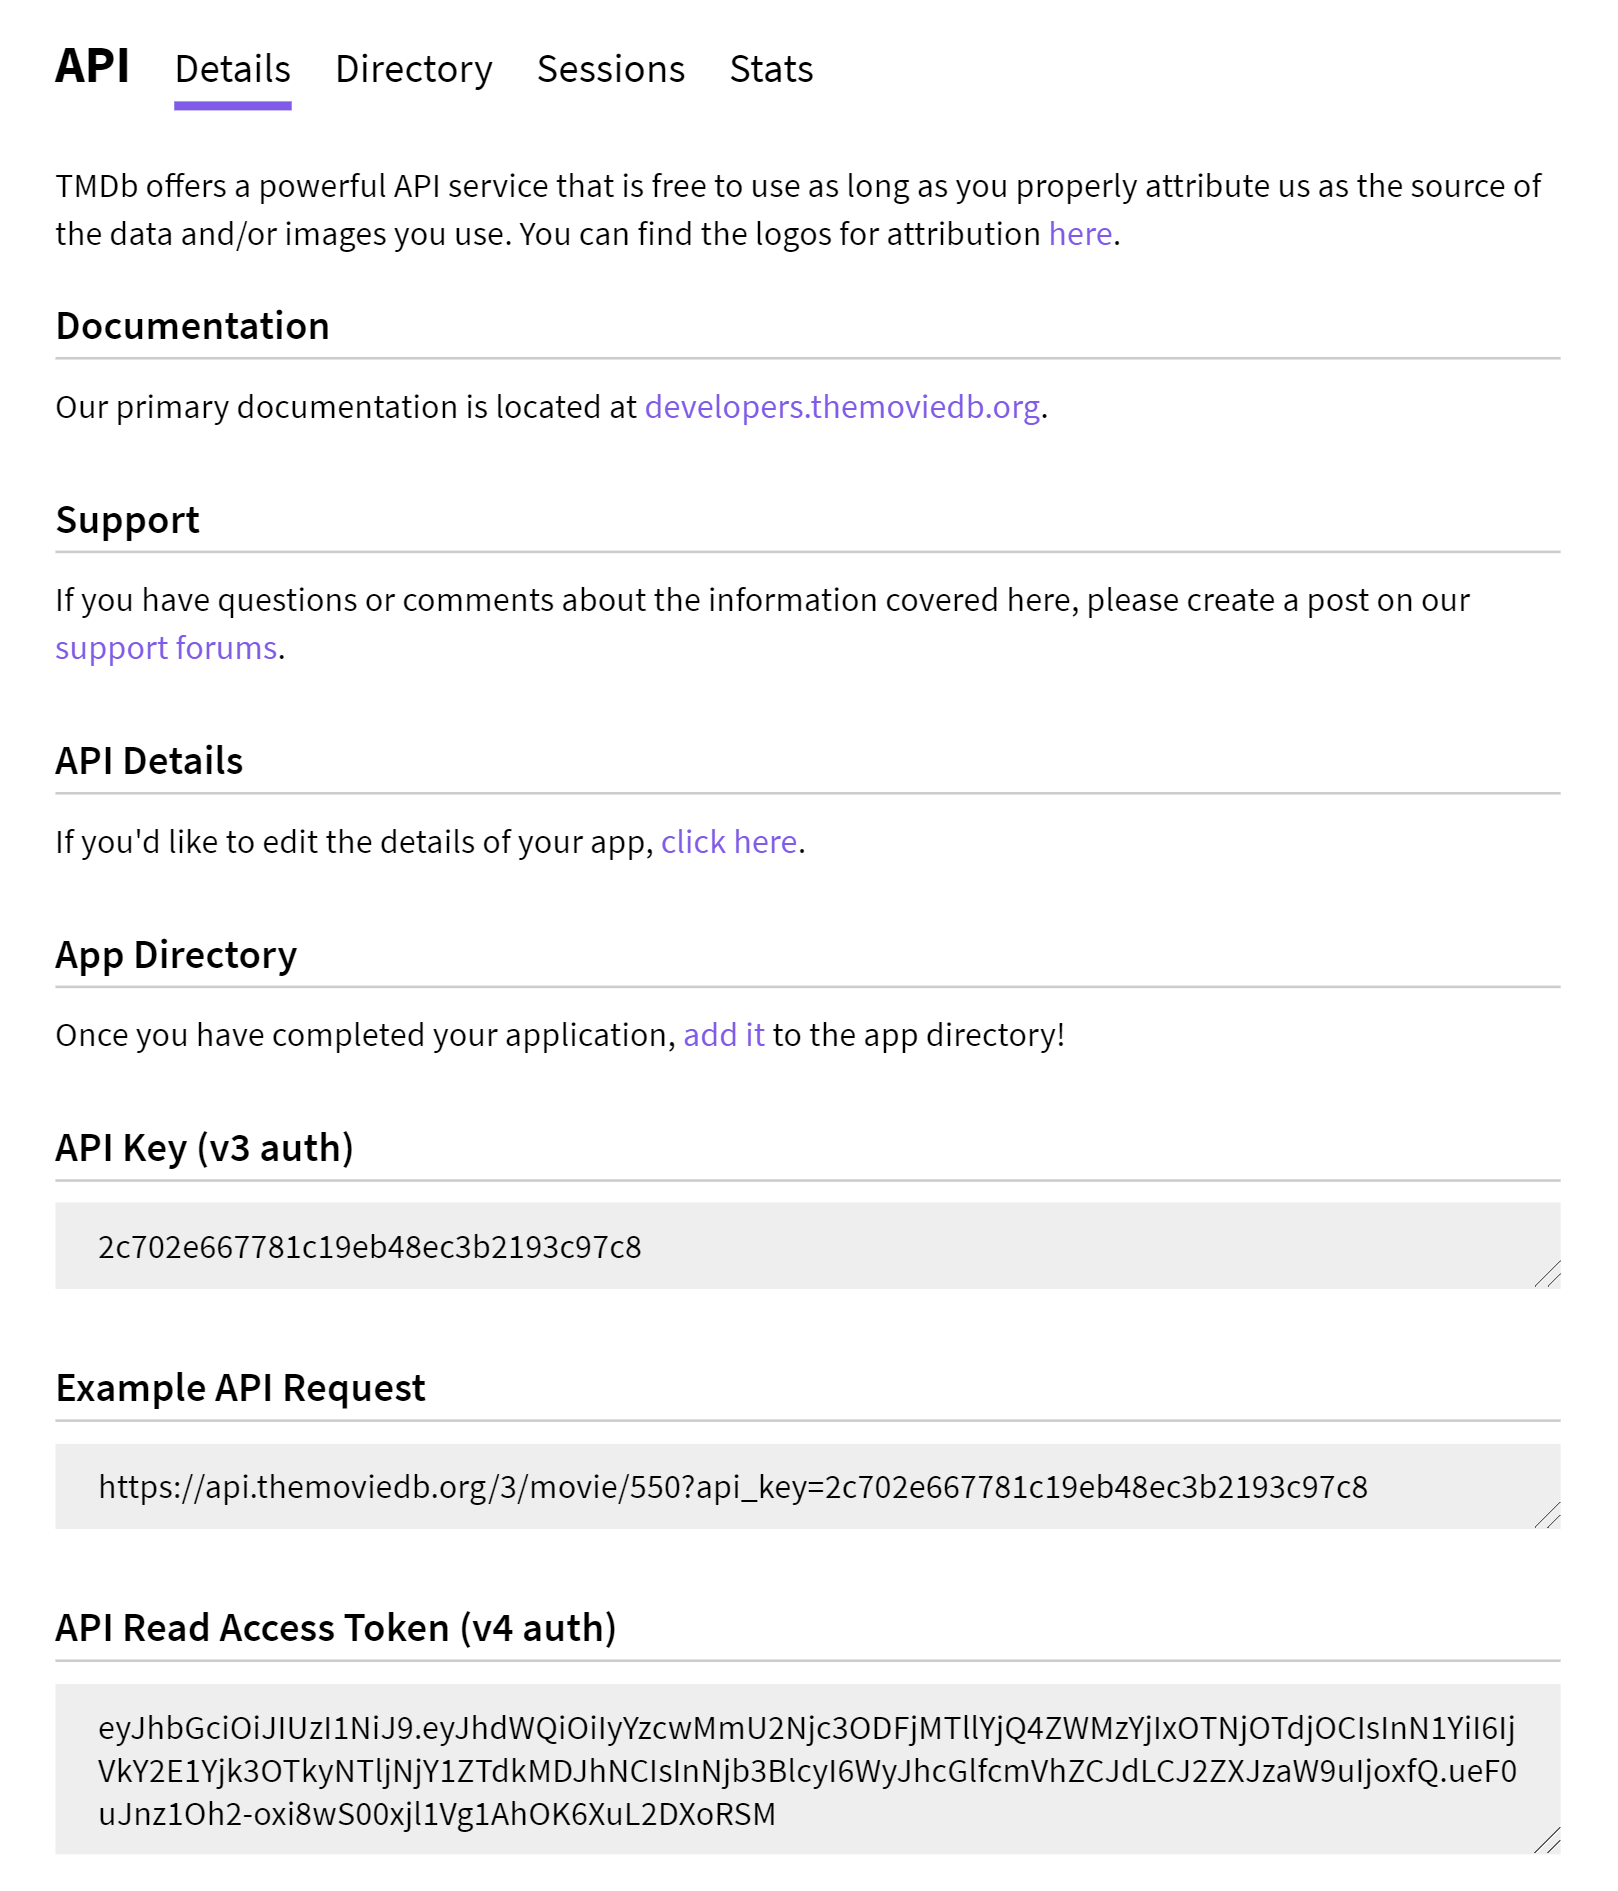 API Details Directory Sessions Stats
TMDb offers a powerful API service that is free to use as long as you properly attribute us as the source of
the data and/or images you use. You can find the logos for attribution here.
Documentation
Our primary documentation is located at developers.themoviedb.org.
Support
If you have questions or comments about the information covered here, please create a post on our
support forums.
API Details
If you'd like to edit the details of your app, click here.
App Directory
Once you have completed your application, add it to the app directory!
API Key (v3 auth)
2c702e667781c19eb48ec3b2193c97c8
Example API Request
https://api.themoviedb.org/3/movie/550?api_key=2c702e667781c19eb48ec3b2193c97c8
API Read Access Token (v4 auth)
eyJhbGciOiJIUzI1NiJ9.eyJhdWQiOiIyYzcwMmU2Njc3ODFjMTllYjQ4ZWMzYjIxOTNjOTdjOCIsInN1YiI6Ij
VkY2E1Yjk3OTkyNTljNjY1ZTdkMDJhNCIsInNjb3BlcyI6WyJhcGlfcmVhZCJdLCJ2ZXJzaW9uIjoxfQ.ueF0
uJnz1Oh2-oxi8wS00xjl1Vg1AhOK6XuL2DXoRSM